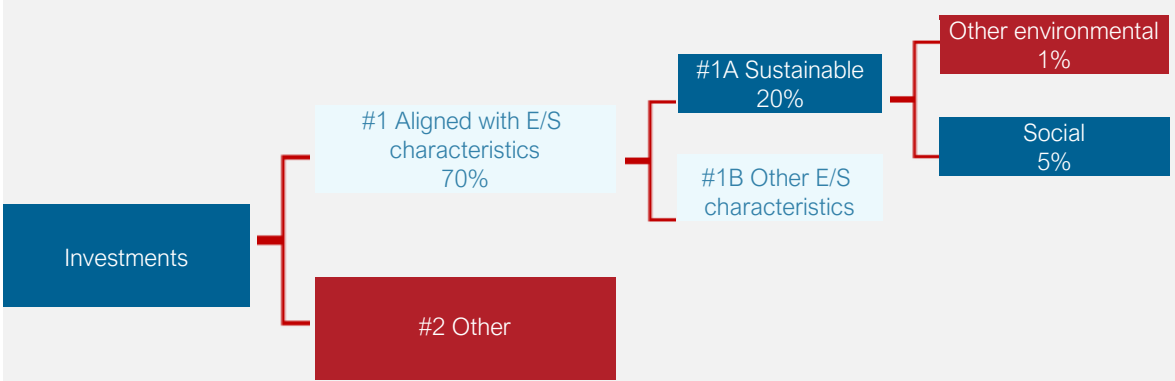 Investments
#1 Aligned with E/S
characteristics
70%
#2 Other
#1A Sustainable
20%
#1B Other E/S
characteristics
Other environmental
1%
Social
5%